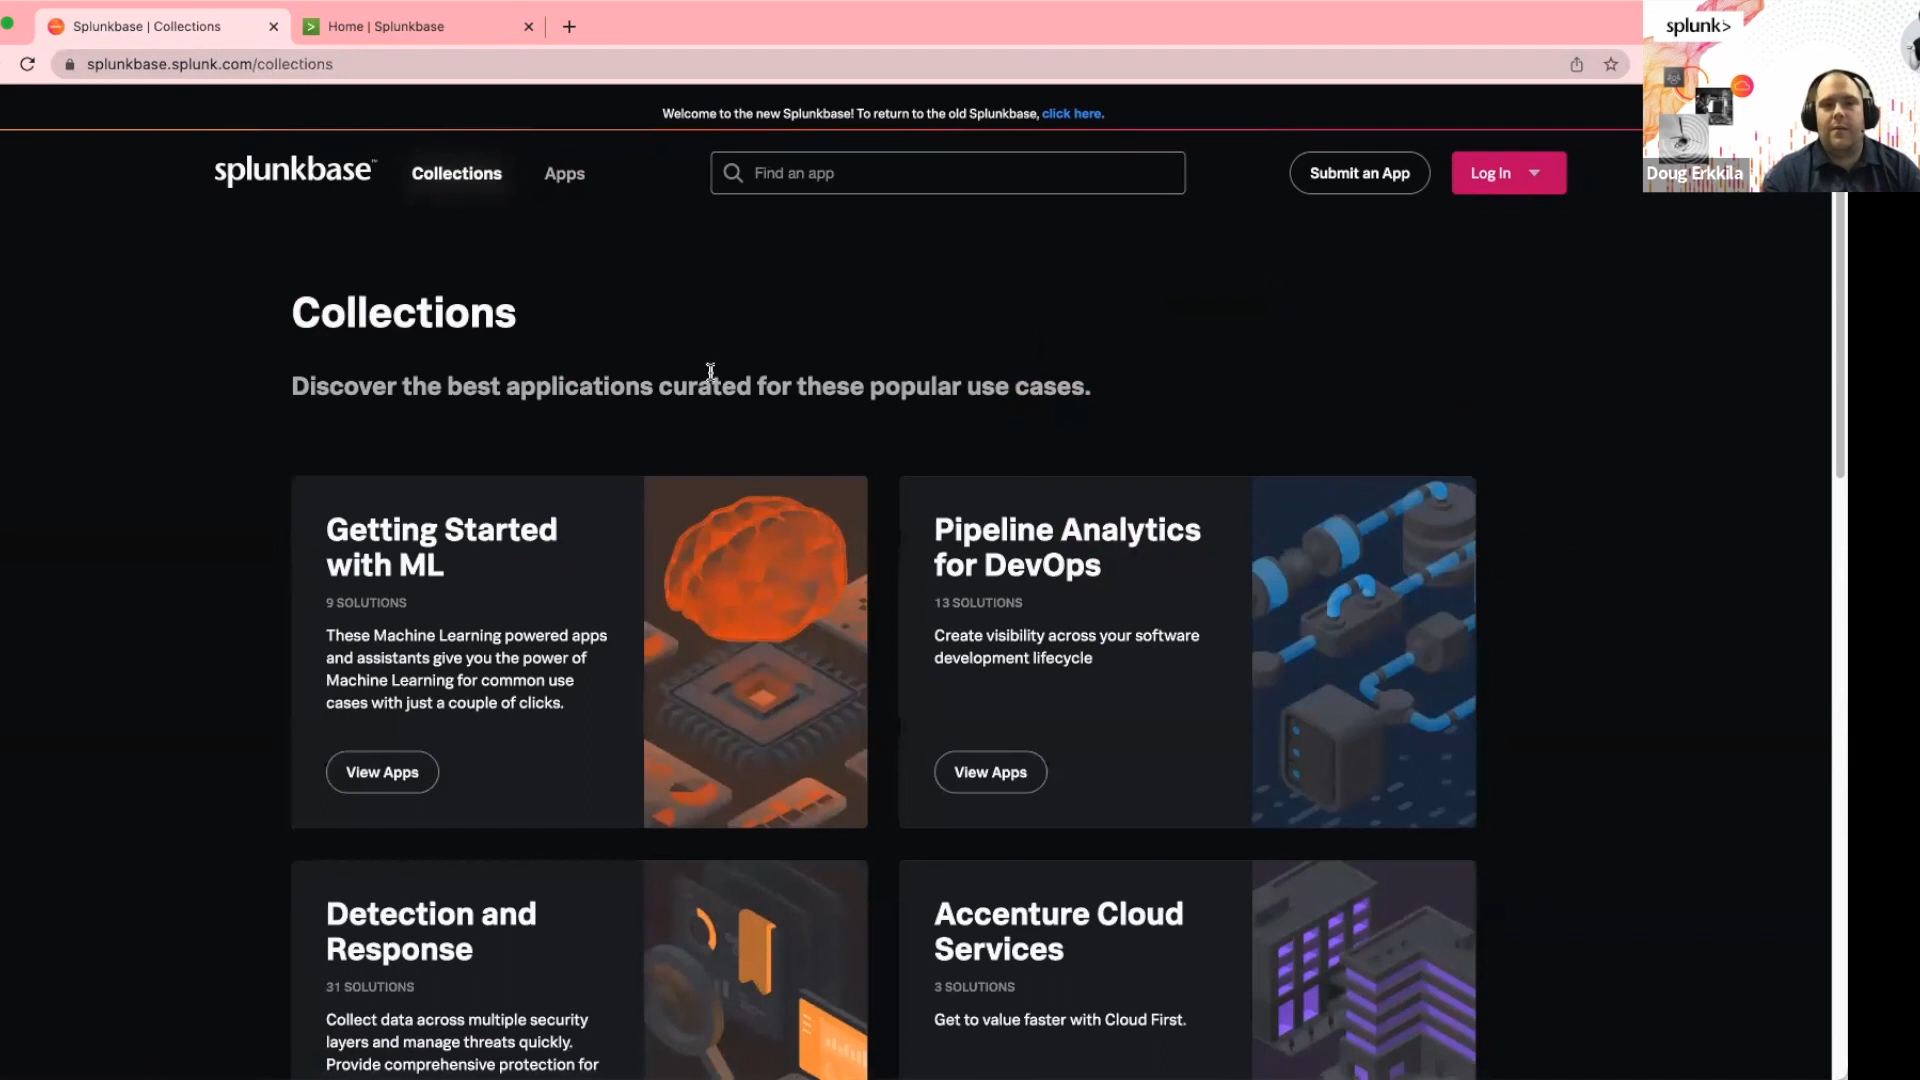 Splunkbase | Collections
Home | Splunkbase
splunkbase.splunk.com/collections
splunk>
Doug Erkkila
Welcome to the new Splunkbase! To return to the old Splunkbase, click here.
splunkbase™
Collections
Apps
Find an app
Submit an App
Log In
Collections
Discover the best applications curated for these popular use cases.
Getting Started
with ML
9 SOLUTIONS
These Machine Learning powered apps
and assistants give you the power of
Machine Learning for common use
cases with just a couple of clicks.
View Apps
Pipeline Analytics
for DevOps
13 SOLUTIONS
Create visibility across your software
development lifecycle
View Apps
Detection and
Response
31 SOLUTIONS
Collect data across multiple security
layers and manage threats quickly.
Provide comprehensive protection for
Accenture Cloud
Services
3 SOLUTIONS
Get to value faster with Cloud First.